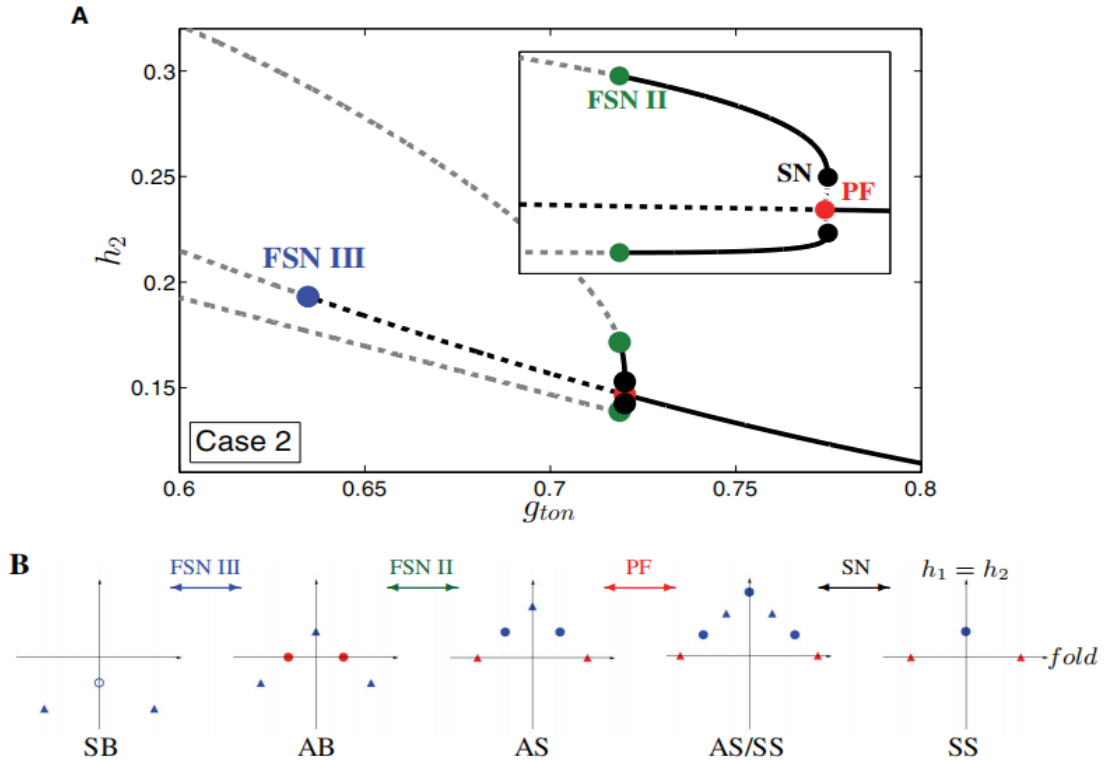 A
0.3
0.25
0.2
0.15
h₂
0.6
0.65
0.7
0.75
0.8
g_{ton}
FSN III
Case 2
FSN II
SN
PF
B
FSN III
FSN II
PF
SN
h₁ = h₂
fold
SB
AB
AS
AS/SS
SS